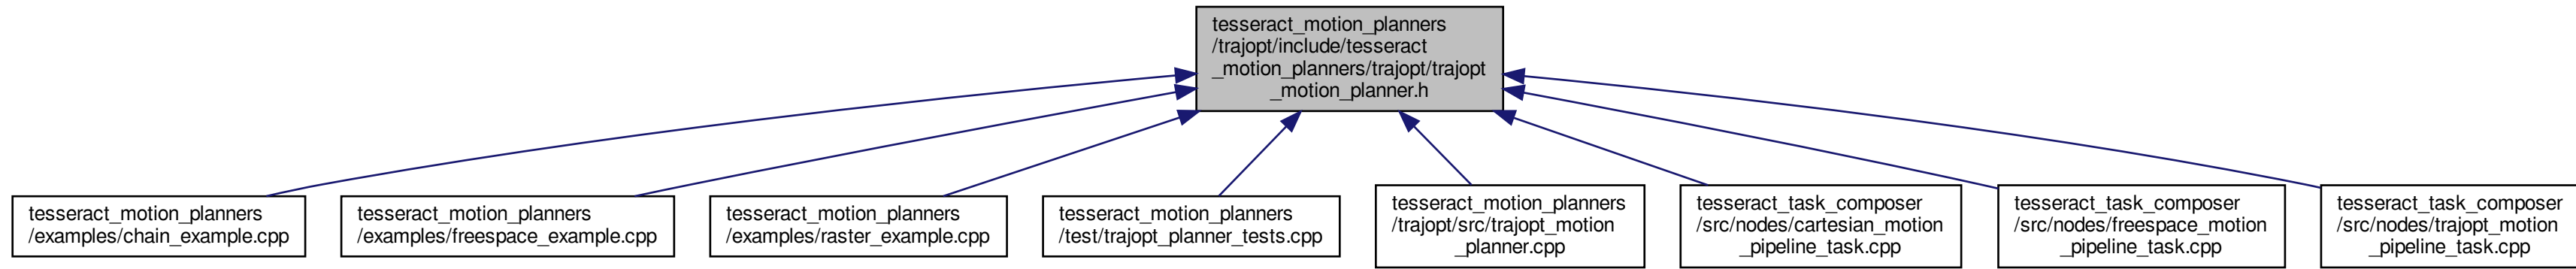 tesseract_motion_planners
/trajopt/include/tesseract
_motion_planners/trajopt/trajopt
_motion_planner.h
tesseract_motion_planners
/examples/chain_example.cpp
tesseract_motion_planners
/examples/freespace_example.cpp
tesseract_motion_planners
/examples/raster_example.cpp
tesseract_motion_planners
/test/trajopt_planner_tests.cpp
tesseract_motion_planners
/trajopt/src/trajopt_motion
_planner.cpp
tesseract_task_composer
/src/nodes/cartesian_motion
_pipeline_task.cpp
tesseract_task_composer
/src/nodes/freespace_motion
_pipeline_task.cpp
tesseract_task_composer
/src/nodes/trajopt_motion
_pipeline_task.cpp